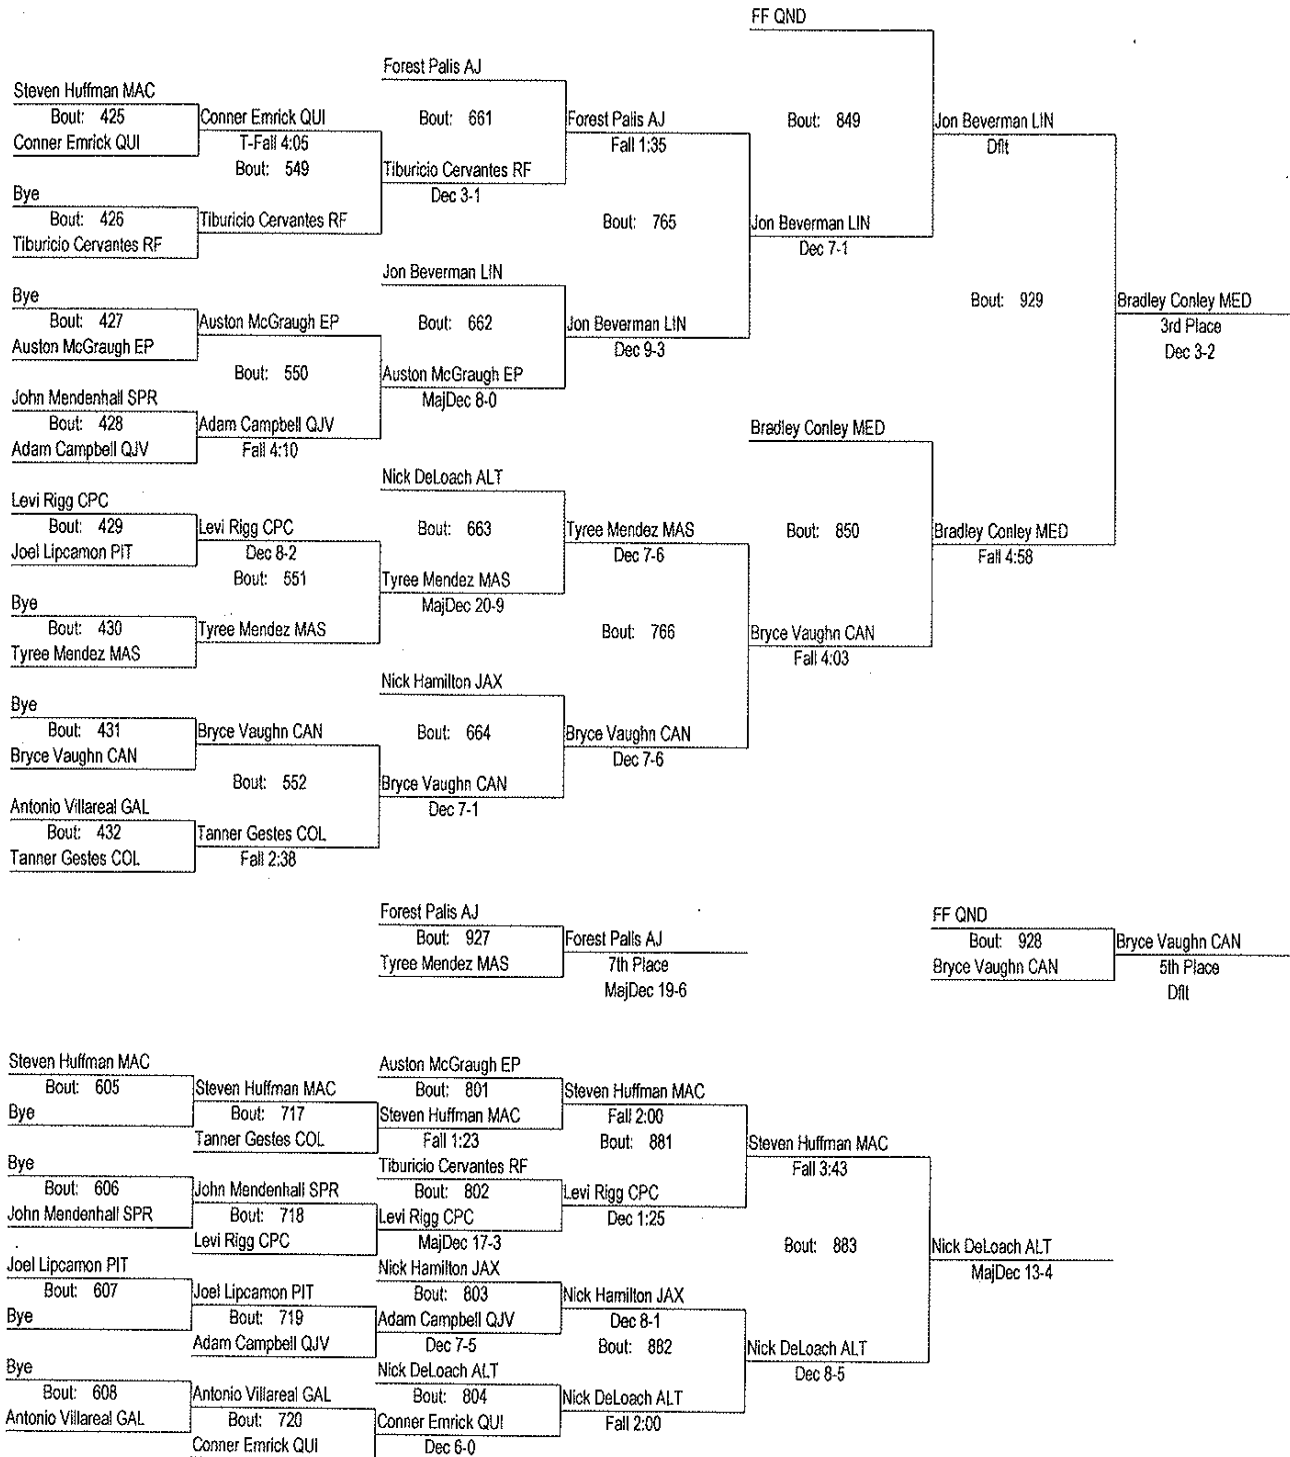 FF QND
Forest Palis AJ
Steven Huffman MAC
Bout: 425
Conner Emrick QUI
Bout: 661
Forest Palis AJ
Bout: 849
Jon Beverman LIN
Conner Emrick QUI
T-Fall 4:05
Fall 1:35
Dflt
Bout: 549
Tiburicio Cervantes RF
Dec 3-1
Bye
Bout: 426
Tiburicio Cervantes RF
Bout: 765
Jon Beverman LIN
Tiburicio Cervantes RF
Dec 7-1
Jon Beverman LIN
Bye
Bout: 929
Bradley Conley MED
Bout: 427
Auston McGraugh EP
Bout: 662
Jon Beverman LIN
3rd Place
Auston McGraugh EP
Dec 9-3
Dec 3-2
Bout: 550
Auston McGraugh EP
John Mendenhall SPR
MajDec 8-0
Bout: 428
Adam Campbell QJV
Bradley Conley MED
Adam Campbell QJV
Fall 4:10
Nick DeLoach ALT
Levi Rigg CPC
Bout: 429
Levi Rigg CPC
Bout: 663
Tyree Mendez MAS
Bout: 850
Bradley Conley MED
Joel Lipcamon PIT
Dec 8-2
Dec 7-6
Fall 4:58
Bout: 551
Tyree Mendez MAS
Bye
MajDec 20-9
Bout: 430
Tyree Mendez MAS
Bout: 766
Bryce Vaughn CAN
Tyree Mendez MAS
Fall 4:03
Nick Hamilton JAX
Bye
Bout: 431
Bryce Vaughn CAN
Bout: 664
Bryce Vaughn CAN
Bryce Vaughn CAN
Dec 7-6
Bout: 552
Bryce Vaughn CAN
Antonio Villareal GAL
Dec 7-1
Bout: 432
Tanner Gestes COL
Tanner Gestes COL
Fall 2:38
Forest Palis AJ
FF QND
Bout: 927
Forest Palis AJ
Bout: 928
Bryce Vaughn CAN
Tyree Mendez MAS
7th Place
Bryce Vaughn CAN
5th Place
MajDec 19-6
Dflt
Steven Huffman MAC
Auston McGraugh EP
Bout: 605
Steven Huffman MAC
Bout: 801
Steven Huffman MAC
Bye
Bout: 717
Steven Huffman MAC
Fall 2:00
Tanner Gestes COL
Fall 1:23
Bout: 881
Steven Huffman MAC
Bye
Tiburicio Cervantes RF
Fall 3:43
Bout: 606
John Mendenhall SPR
Bout: 802
Levi Rigg CPC
John Mendenhall SPR
Bout: 718
Levi Rigg CPC
Dec 1:25
Levi Rigg CPC
MajDec 17-3
Bout: 883
Nick DeLoach ALT
Joel Lipcamon PIT
Nick Hamilton JAX
MajDec 13-4
Bout: 607
Joel Lipcamon PIT
Bout: 803
Nick Hamilton JAX
Bye
Bout: 719
Adam Campbell QJV
Dec 8-1
Adam Campbell QJV
Dec 7-5
Bout: 882
Nick DeLoach ALT
Bye
Nick DeLoach ALT
Dec 8-5
Bout: 608
Antonio Villareal GAL
Bout: 804
Nick DeLoach ALT
Antonio Villareal GAL
Bout: 720
Conner Emrick QUI
Fall 2:00
Conner Emrick QUI
Dec 6-0